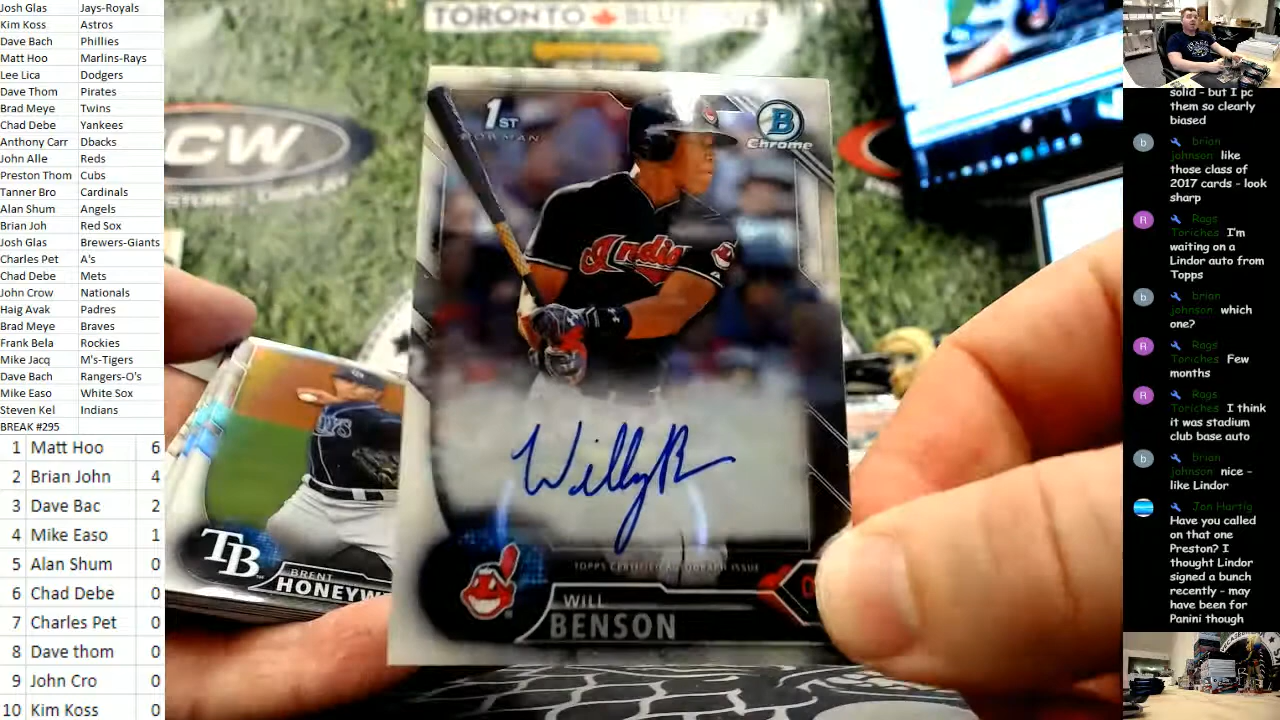 Josh Glas Jays-Royals
Kim Koss Astros
Dave Bach Phillies
Matt Hoo Marlins-Rays
Lee Lica Dodgers
Dave Thom Pirates
Brad Meye Twins
Chad Debe Yankees
Anthony Carr Dbacks
John Alle Reds
Preston Thom Cubs
Tanner Bro Cardinals
Alan Shum Angels
Brian Joh Red Sox
Josh Glas Brewers-Giants
Charles Pet A's
Chad Debe Mets
John Crow Nationals
Haig Avak Padres
Brad Meye Braves
Frank Bela Rockies
Mike Jacq M's-Tigers
Dave Bach Rangers-O's
Mike Easo White Sox
Steven Kel Indians
BREAK #295
1 Matt Hoo 6
2 Brian John 4
3 Dave Bac 2
4 Mike Easo 1
5 Alan Shum 0
6 Chad Debe 0
7 Charles Pet 0
8 Dave thom 0
9 John Cro 0
10 Kim Koss 0
TORONTO BLUE JAYS
CW
1ST
BOWMAN
B
Chrome
Indians
Willy B
TOPPS CERTIFIED AUTOGRAPH ISSUE
WILL
BENSON
TB
BRENT
HONEYW
solid - but I pc
them so clearly
biased
b brian
johnson like
those class of
2017 cards - look
sharp
R Rags
Toriches I'm
waiting on a
Lindor auto from
Topps
b brian
johnson which
one?
R Rags
Toriches Few
months
R Rags
Toriches I think
it was stadium
club base auto
b brian
johnson nice -
like Lindor
Jon Hartig
Have you called
on that one
Preston? I
thought Lindor
signed a bunch
recently - may
have been for
Panini though